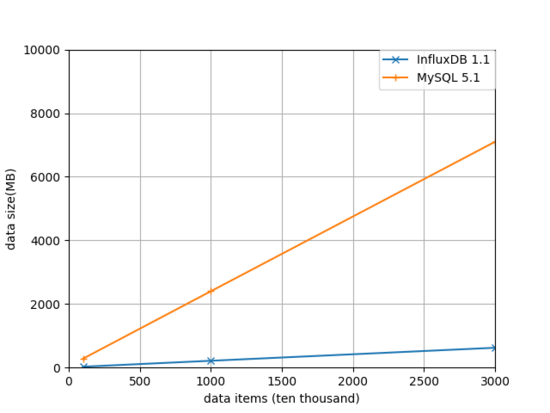 10000
8000
6000
4000
2000
0
data size(MB)
InfluxDB 1.1
MySQL 5.1
0 500 1000 1500 2000 2500 3000
data items (ten thousand)